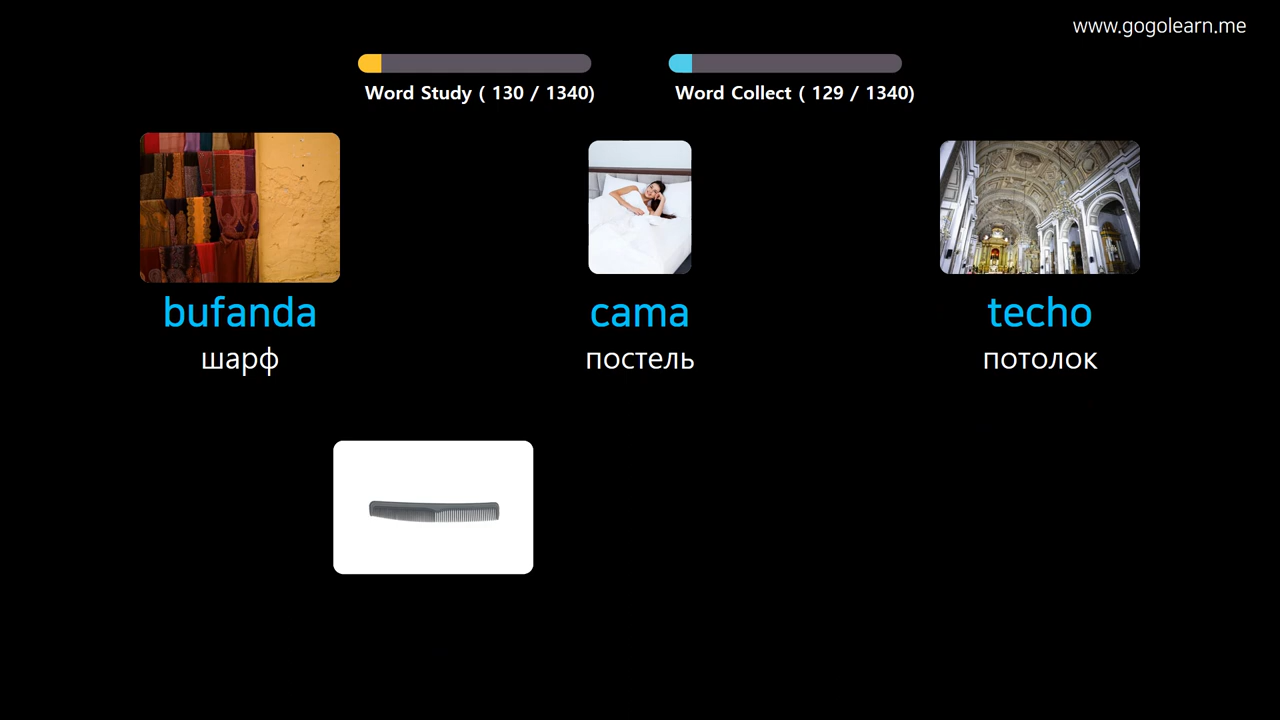 www.gogolearn.me
Word Study ( 130 / 1340)
Word Collect ( 129 / 1340)
bufanda
cama
techo
шарф
постель
потолок